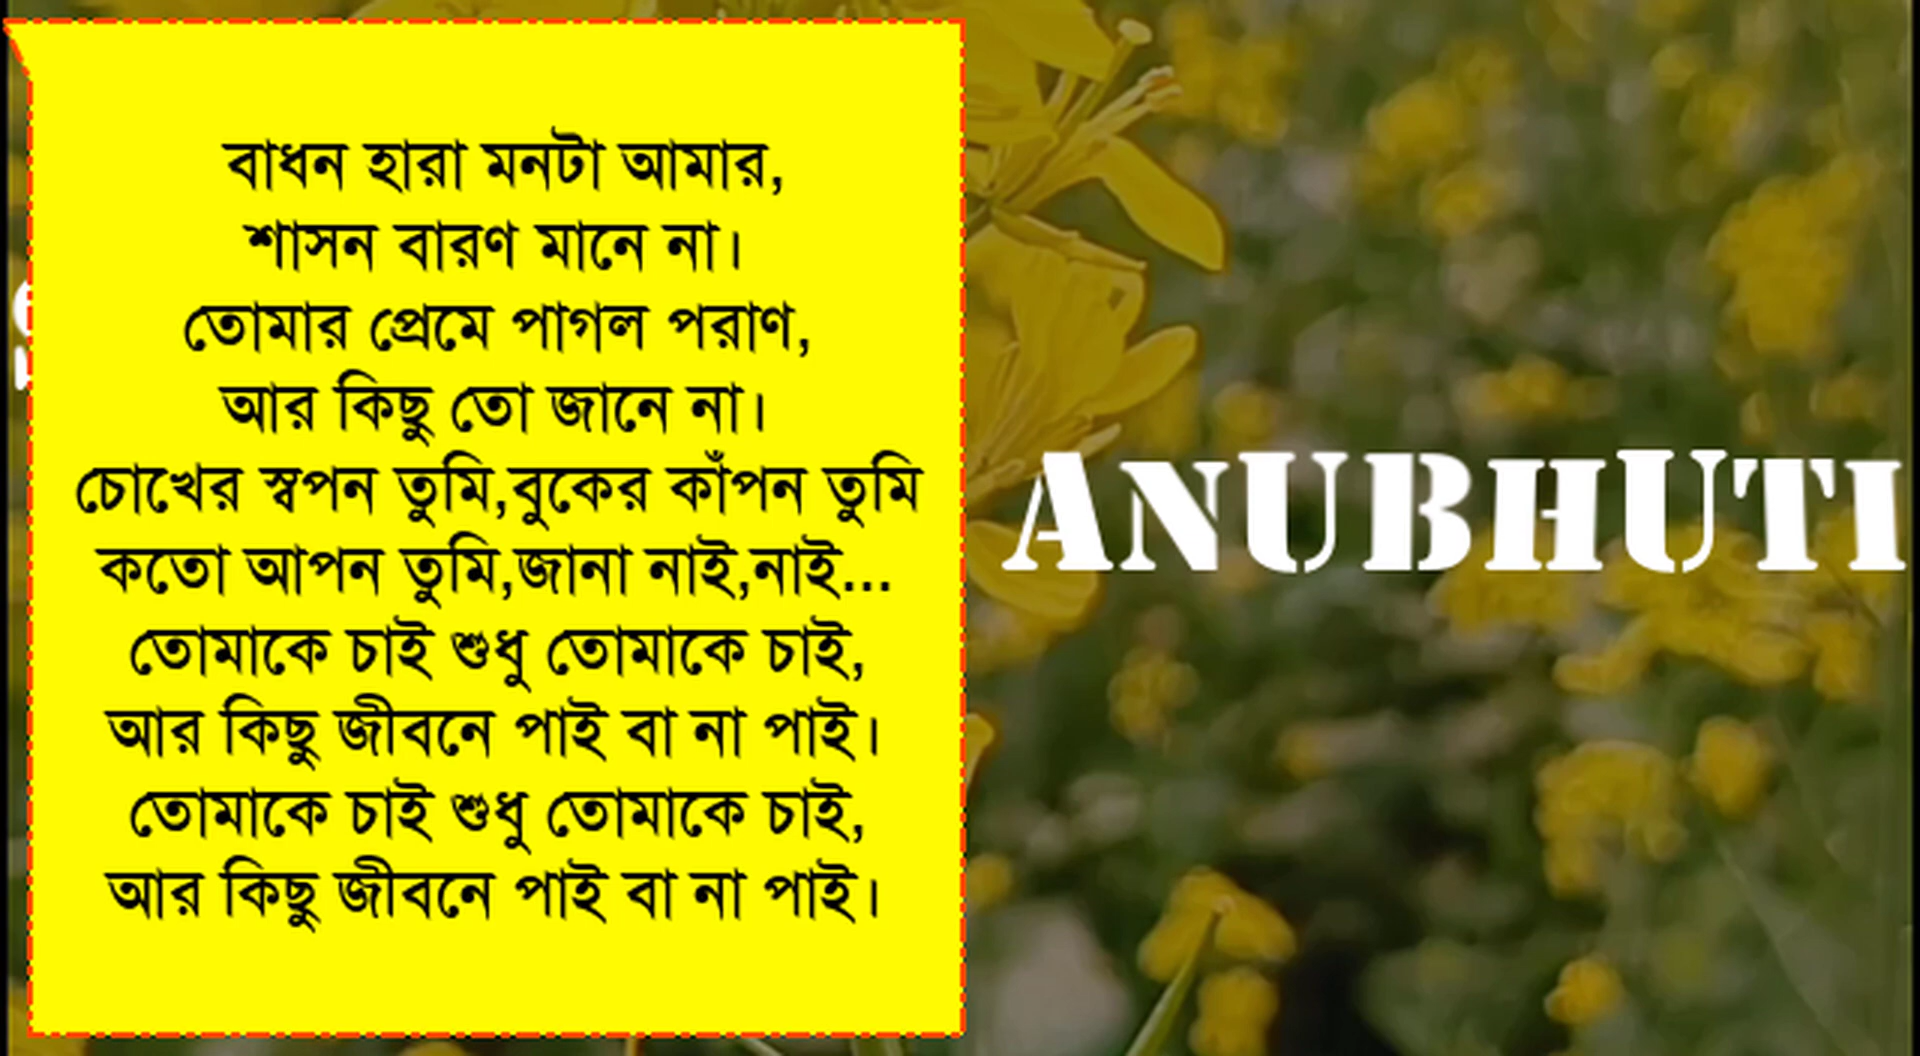 বাধন হারা মনটা আমার,
শাসন বারণ মানে না।
তোমার প্রেমে পাগল পরাণ,
আর কিছু তো জানে না।
চোখের স্বপন তুমি,বুকের কাঁপন তুমি
কতো আপন তুমি,জানা নাই,নাই...
তোমাকে চাই শুধু তোমাকে চাই,
আর কিছু জীবনে পাই বা না পাই।
তোমাকে চাই শুধু তোমাকে চাই,
আর কিছু জীবনে পাই বা না পাই।
ANUBHUTI